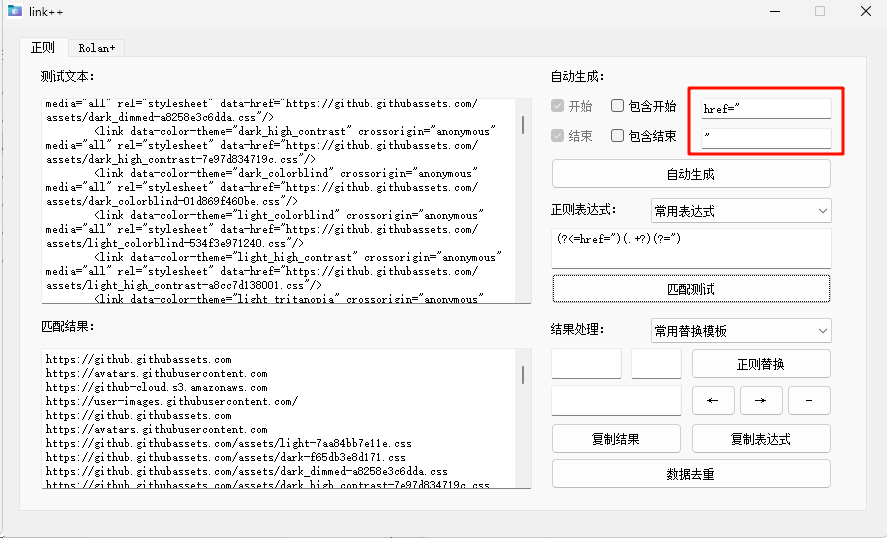 link++
正则
Rolan+
测试文本：
media="all" rel="stylesheet" data-href="https://github.githubassets.com/
assets/dark_dimmed-a8258e3c6dda.css"/>
<link data-color-theme="dark_high_contrast" crossorigin="anonymous"
media="all" rel="stylesheet" data-href="https://github.githubassets.com/
assets/dark_high_contrast-7e97d834719c.css"/>
<link data-color-theme="dark_colorblind" crossorigin="anonymous"
media="all" rel="stylesheet" data-href="https://github.githubassets.com/
assets/dark_colorblind-01d869f460be.css"/>
<link data-color-theme="light_colorblind" crossorigin="anonymous"
media="all" rel="stylesheet" data-href="https://github.githubassets.com/
assets/light_colorblind-534f3e971240.css"/>
<link data-color-theme="light_high_contrast" crossorigin="anonymous"
media="all" rel="stylesheet" data-href="https://github.githubassets.com/
assets/light_high_contrast-a8cc7d138001.css"/>
<link data-color-theme="light_tritanopia" crossorigin="anonymous"
匹配结果：
https://github.githubassets.com
https://avatars.githubusercontent.com
https://github-cloud.s3.amazonaws.com
https://user-images.githubusercontent.com/
https://github.githubassets.com
https://avatars.githubusercontent.com
https://github.githubassets.com/assets/light-7aa84bb7e11e.css
https://github.githubassets.com/assets/dark-f65db3e8d171.css
https://github.githubassets.com/assets/dark_dimmed-a8258e3c6dda.css
https://github.githubassets.com/assets/dark_high_contrast-7e97d834719c.css
自动生成：
开始 包含开始 href="
结束 包含结束 "
自动生成
正则表达式： 常用表达式
(?<=href=")(.+?)(?=")
匹配测试
结果处理： 常用替换模板
正则替换
← → -
复制结果 复制表达式
数据去重